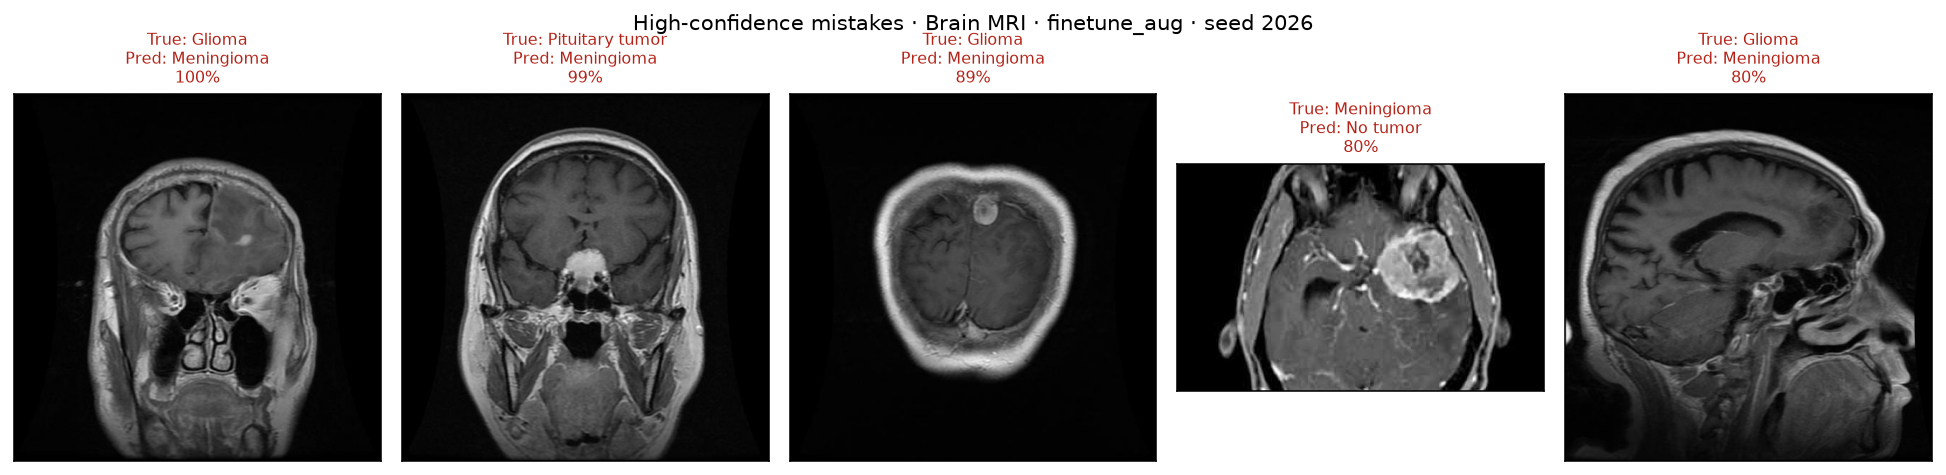 High-confidence mistakes · Brain MRI · finetune_aug · seed 2026
True: Glioma
Pred: Meningioma
100%
True: Pituitary tumor
Pred: Meningioma
99%
True: Glioma
Pred: Meningioma
89%
True: Meningioma
Pred: No tumor
80%
True: Glioma
Pred: Meningioma
80%